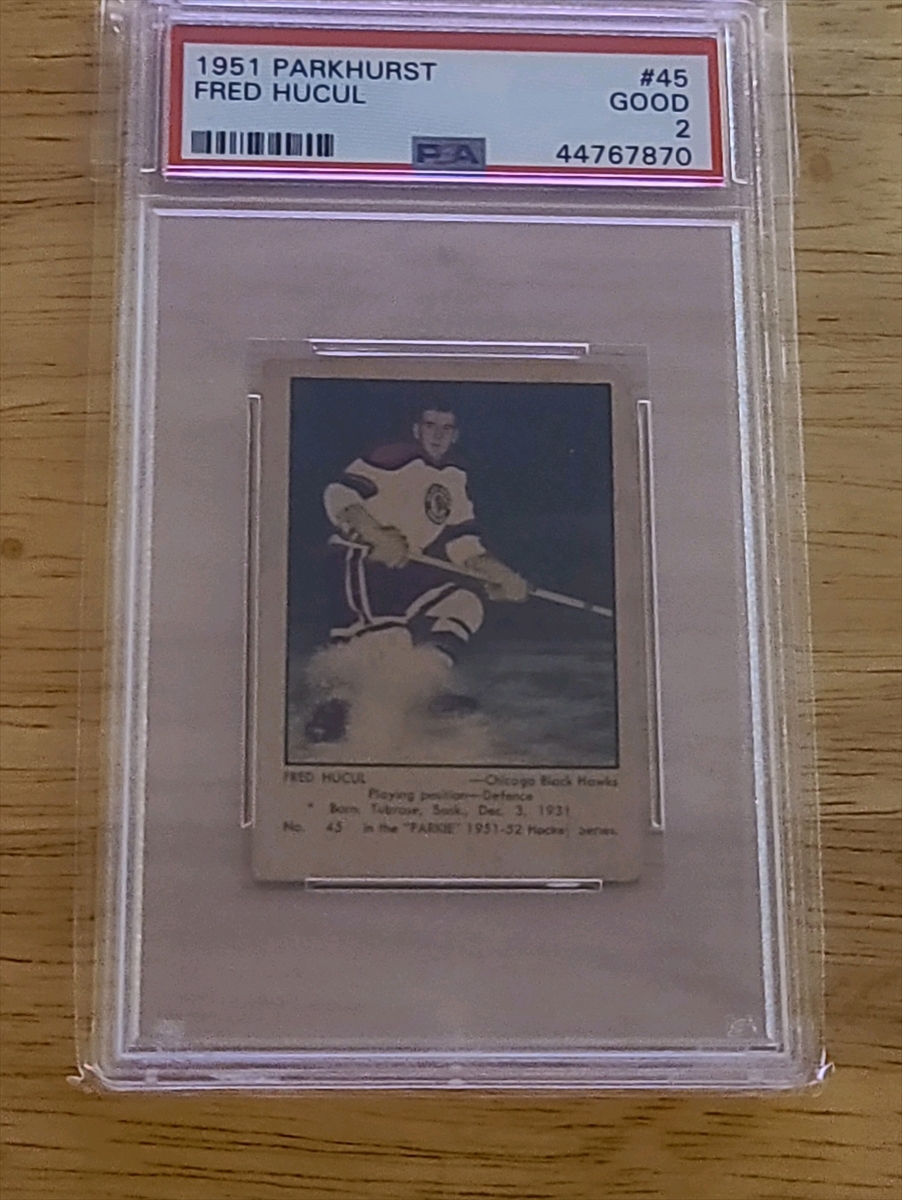 1951 PARKHURST #45
FRED HUCUL GOOD
2
PSA 44767870
FRED HUCUL —Chicago Black Hawks
Playing position—Defence
* Born Tubrose, Sask., Dec. 3, 1931
No. 45 in the "PARKIE" 1951-52 Hockey Series.